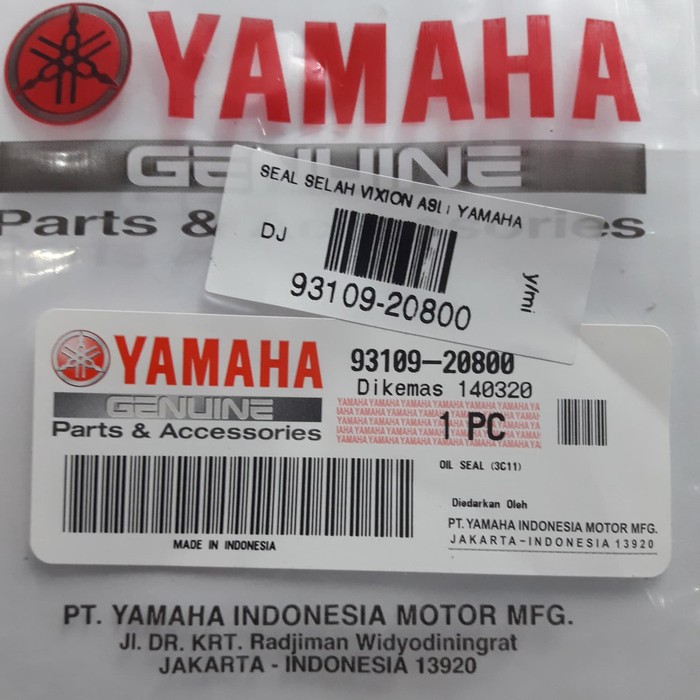 YAMAHA
GENUINE
Parts & Accessories
SEAL SELAH VIXION ASLI YAMAHA
DJ
y/mi
93109-20800
YAMAHA
GENUINE
Parts & Accessories
93109-20800
Dikemas 140320
1 PC
OIL SEAL (3C11)
Diedarkan Oleh
PT. YAMAHA INDONESIA MOTOR MFG.
JAKARTA-INDONESIA 13920
MADE IN INDONESIA
PT. YAMAHA INDONESIA MOTOR MFG.
Jl. DR. KRT. Radjiman Widyodiningrat
JAKARTA - INDONESIA 13920